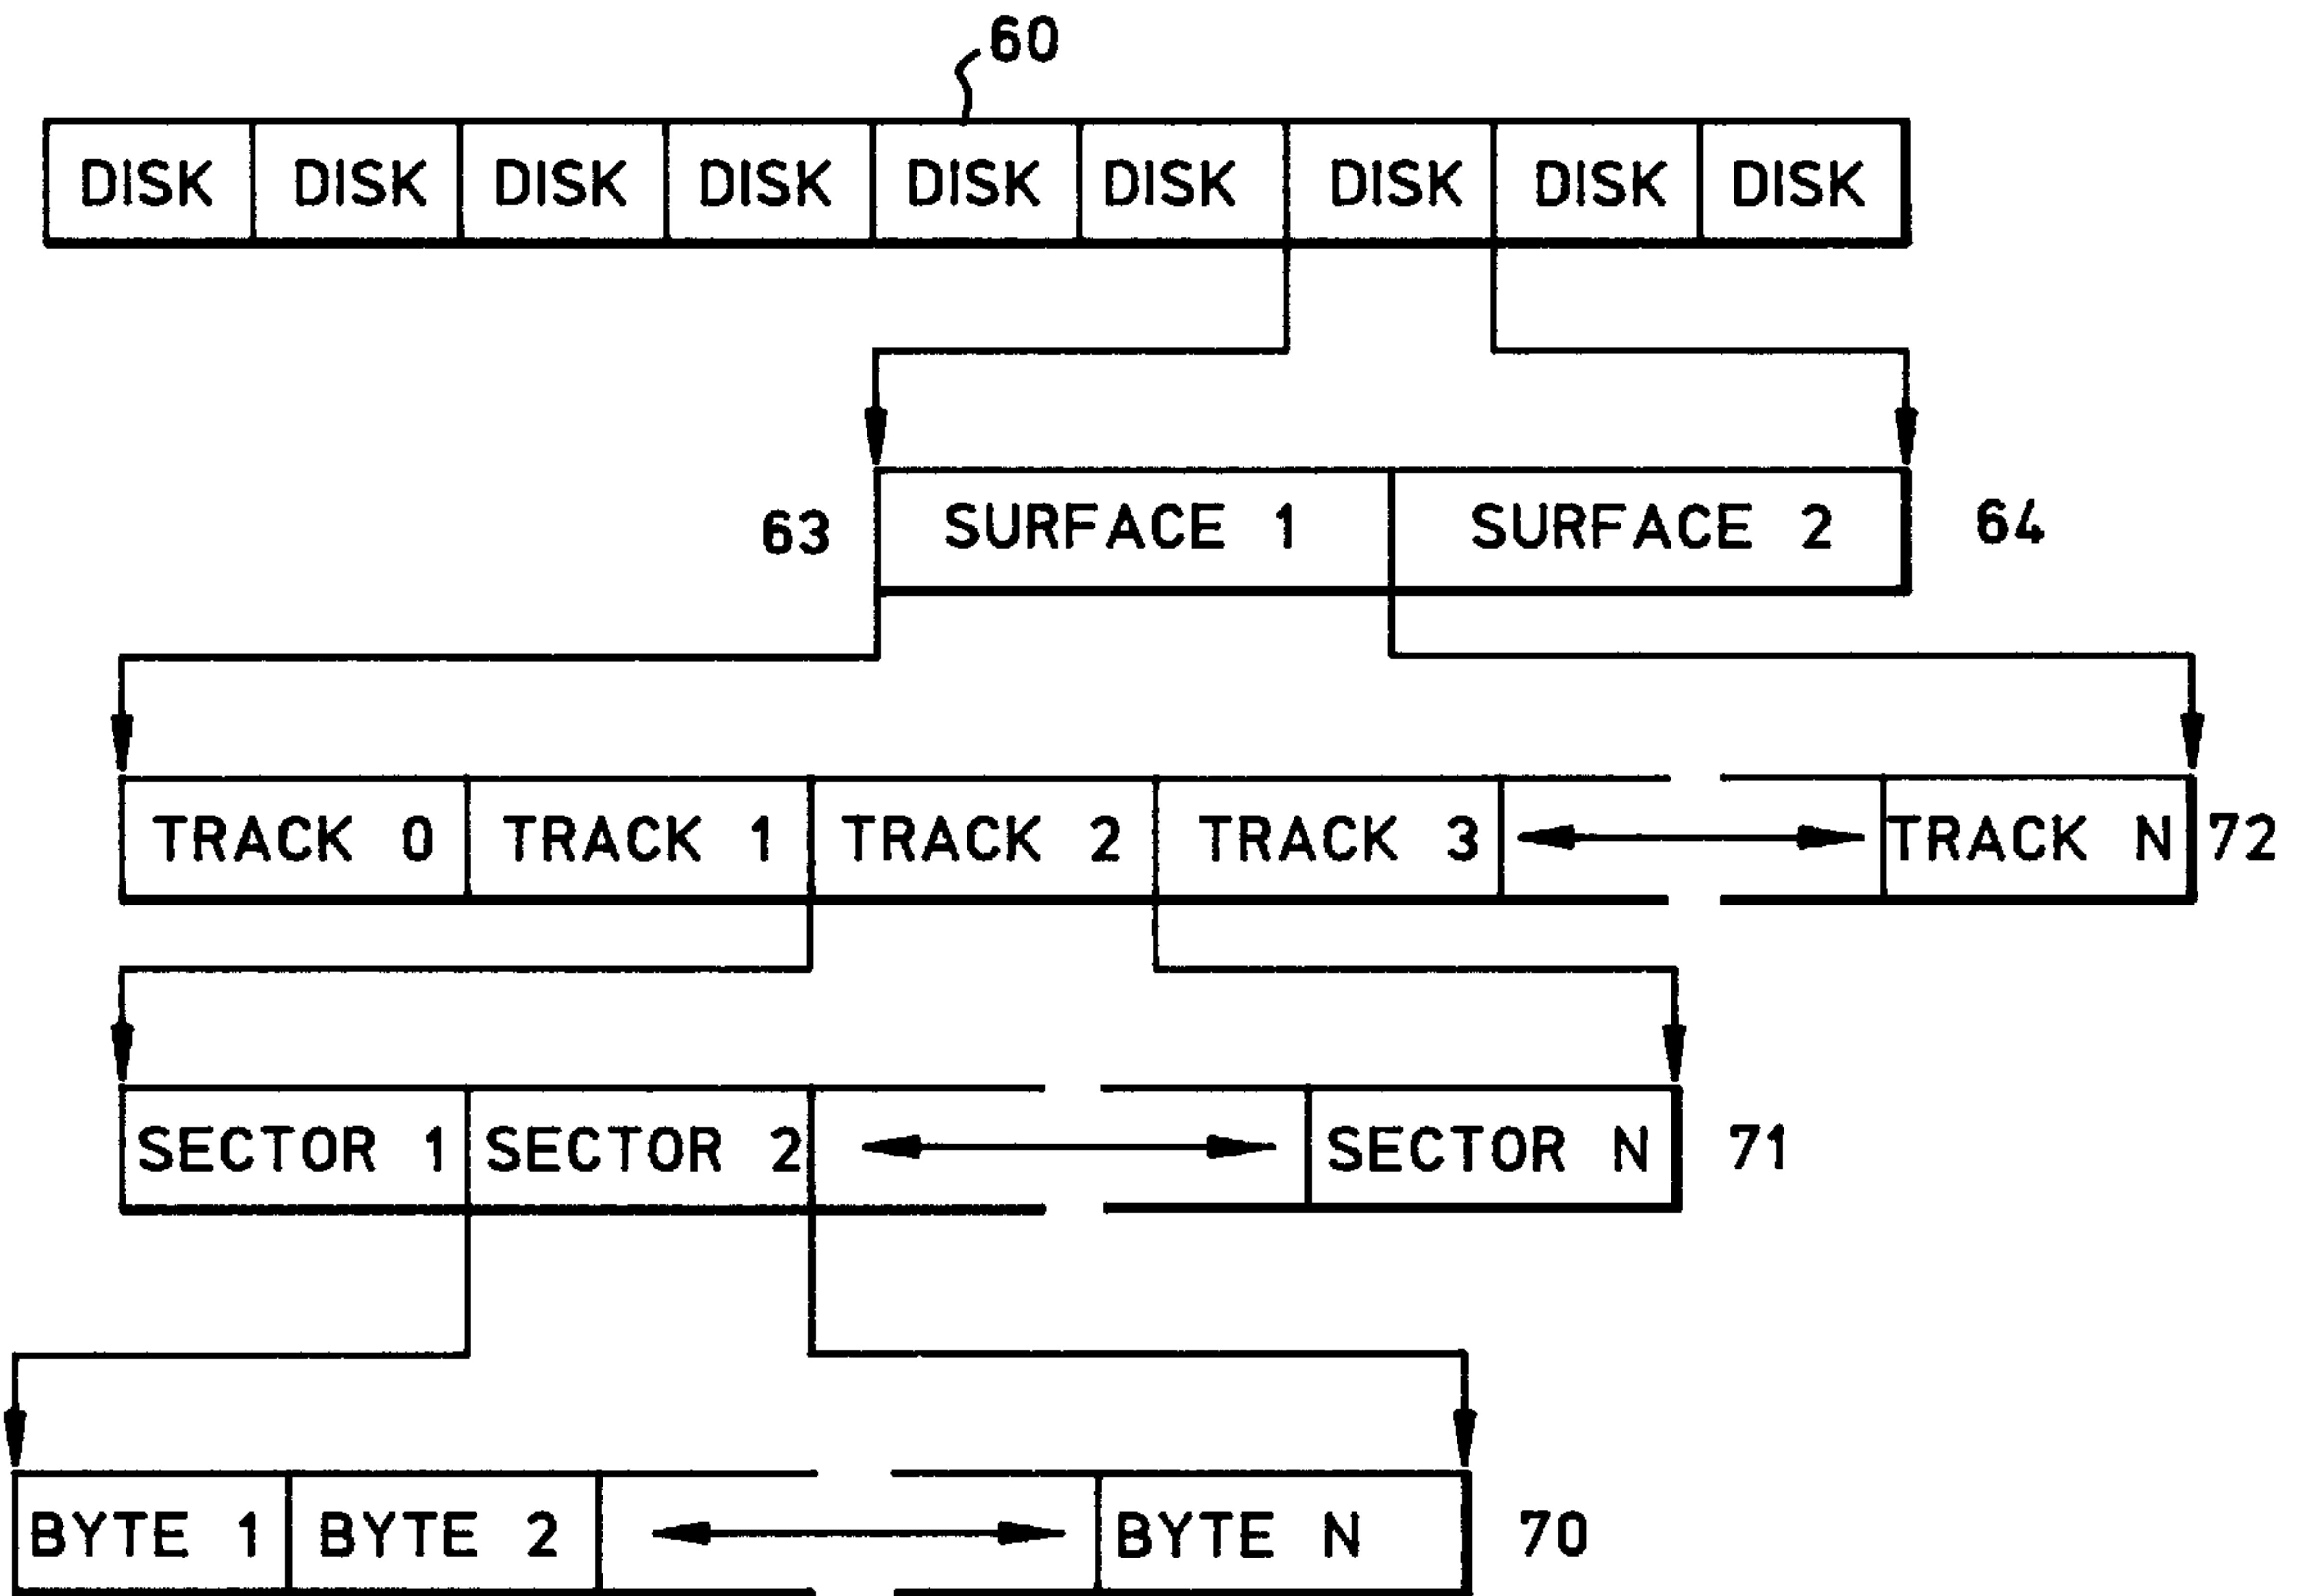 60
DISK DISK DISK DISK DISK DISK DISK DISK DISK
63 SURFACE 1 SURFACE 2 64
TRACK 0 TRACK 1 TRACK 2 TRACK 3 TRACK N 72
SECTOR 1 SECTOR 2 SECTOR N 71
BYTE 1 BYTE 2 BYTE N 70